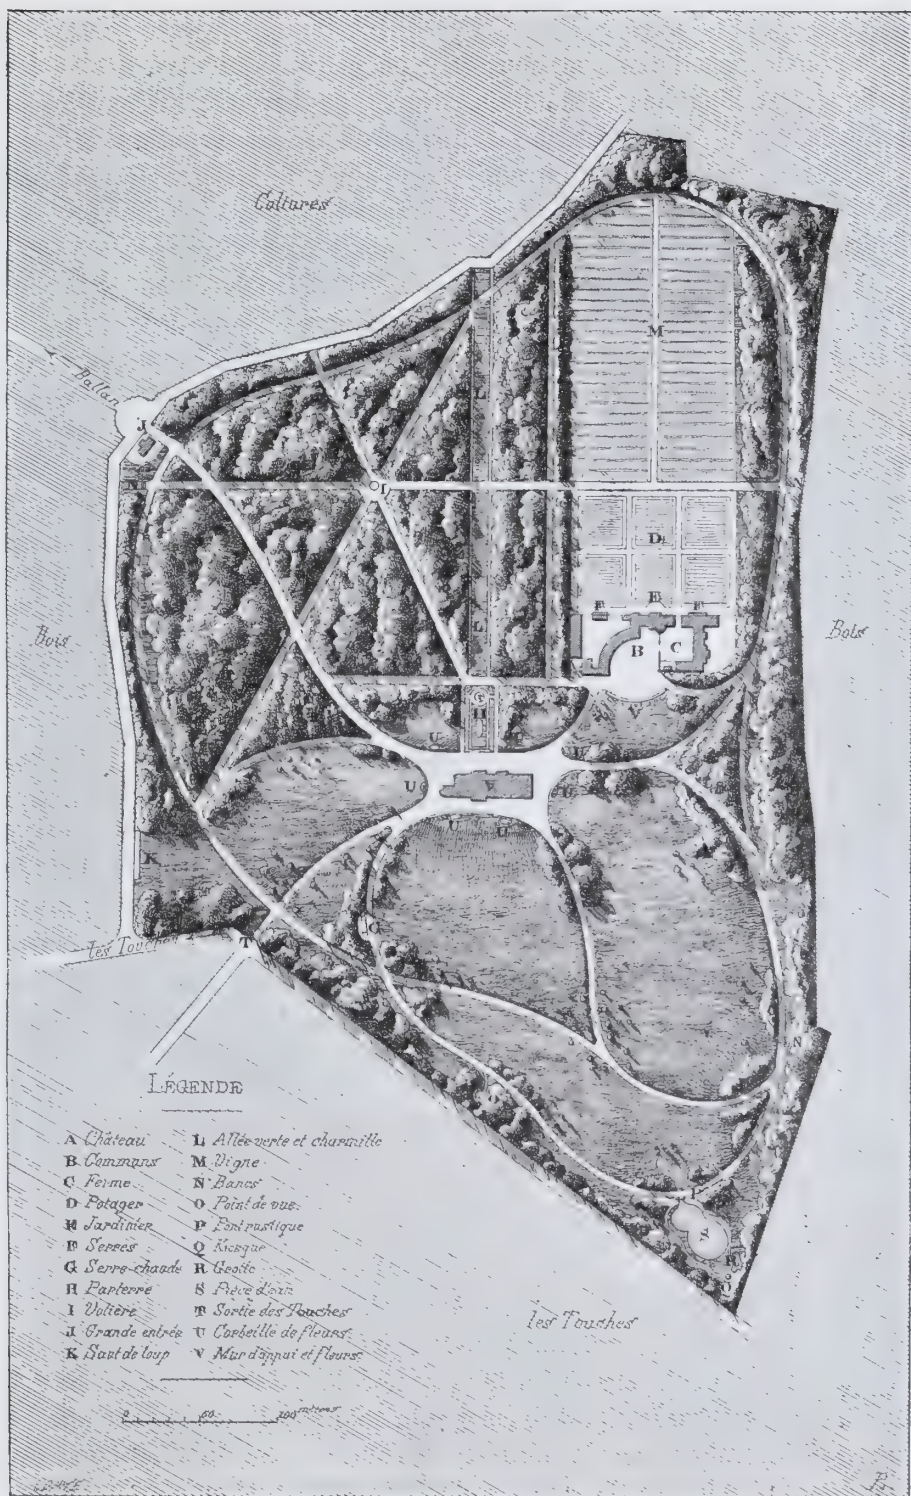 Cultures
Ballan
J
L
M
I
D
L
E
F
F
B
C
Bois
Bois
G
H
V
U
U
U
U
U
U
K
G
les Touches
T
N
LÉGENDE
A Château
B Communs
C Ferme
D Potager
E Jardinier
F Serres
G Serre chaude
H Parterre
I Volière
J Grande entrée
K Saut de loup
L Allée verte et charmille
M Vigne
N Bancs
O Point de vue
P Pont rustique
Q Kiosque
R Grotte
S Pièce d'eau
T Sortie des Touches
U Corbeille de fleurs
V Mur d'appui et fleurs
P
S
R
Q
les Touches
0 50 100 mètres